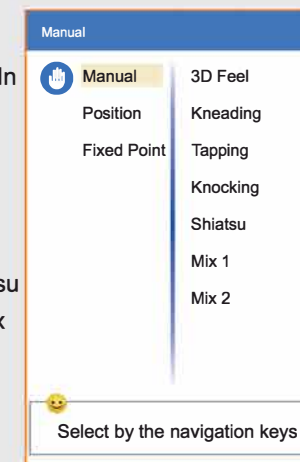 Manual
Manual
Position
Fixed Point
3D Feel
Kneading
Tapping
Knocking
Shiatsu
Mix 1
Mix 2
Select by the navigation keys